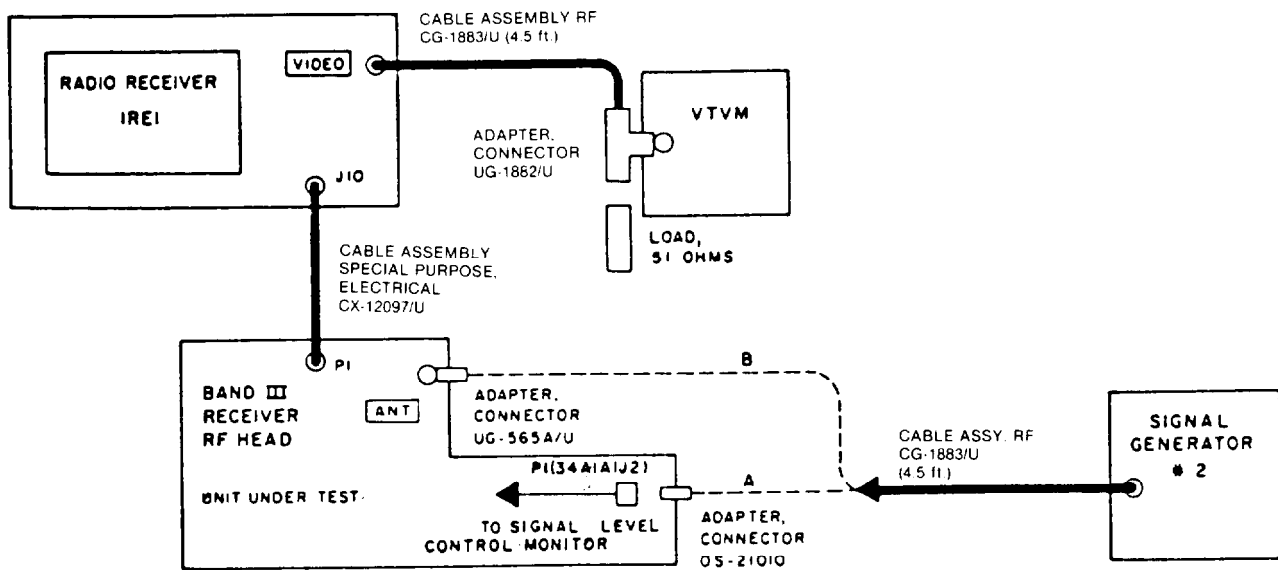 CABLE ASSEMBLY RF
CG-1883/U (4.5 ft.)
VIDEO
RADIO RECEIVER
IREI
VTVM
ADAPTER,
CONNECTOR
UG-1882/U
J10
LOAD,
51 OHMS
CABLE ASSEMBLY
SPECIAL PURPOSE,
ELECTRICAL
CX-12097/U
P1
BAND III
RECEIVER
RF HEAD
ANT
B
ADAPTER,
CONNECTOR
UG-565A/U
CABLE ASSY. RF
CG-1883/U
(4.5 ft.)
SIGNAL
GENERATOR
# 2
P1(34A1A1J2)
UNIT UNDER TEST
A
TO SIGNAL LEVEL
CONTROL MONITOR
ADAPTER,
CONNECTOR
OS-21010